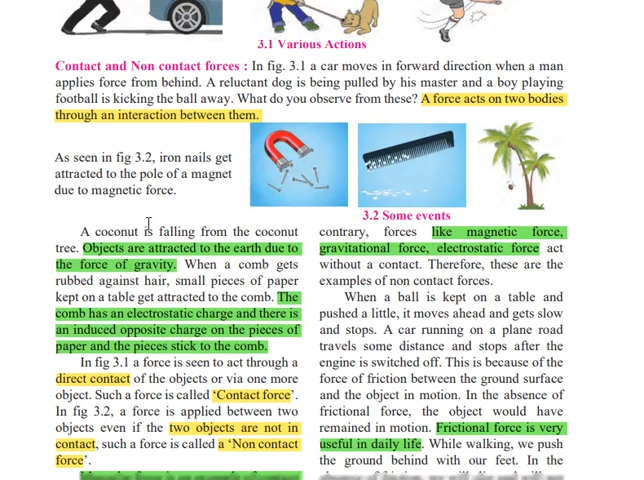 3.1 Various Actions
Contact and Non contact forces : In fig. 3.1 a car moves in forward direction when a man
applies force from behind. A reluctant dog is being pulled by his master and a boy playing
football is kicking the ball away. What do you observe from these? A force acts on two bodies
through an interaction between them.
As seen in fig 3.2, iron nails get
attracted to the pole of a magnet
due to magnetic force.
3.2 Some events
A coconut is falling from the coconut
tree. Objects are attracted to the earth due to
the force of gravity. When a comb gets
rubbed against hair, small pieces of paper
kept on a table get attracted to the comb. The
comb has an electrostatic charge and there is
an induced opposite charge on the pieces of
paper and the pieces stick to the comb.
In fig 3.1 a force is seen to act through a
direct contact of the objects or via one more
object. Such a force is called ‘Contact force’.
In fig 3.2, a force is applied between two
objects even if the two objects are not in
contact, such a force is called a ‘Non contact
force’.
contrary, forces like magnetic force,
gravitational force, electrostatic force act
without a contact. Therefore, these are the
examples of non contact forces.
When a ball is kept on a table and
pushed a little, it moves ahead and gets slow
and stops. A car running on a plane road
travels some distance and stops after the
engine is switched off. This is because of the
force of friction between the ground surface
and the object in motion. In the absence of
frictional force, the object would have
remained in motion. Frictional force is very
useful in daily life. While walking, we push
the ground behind with our feet. In the